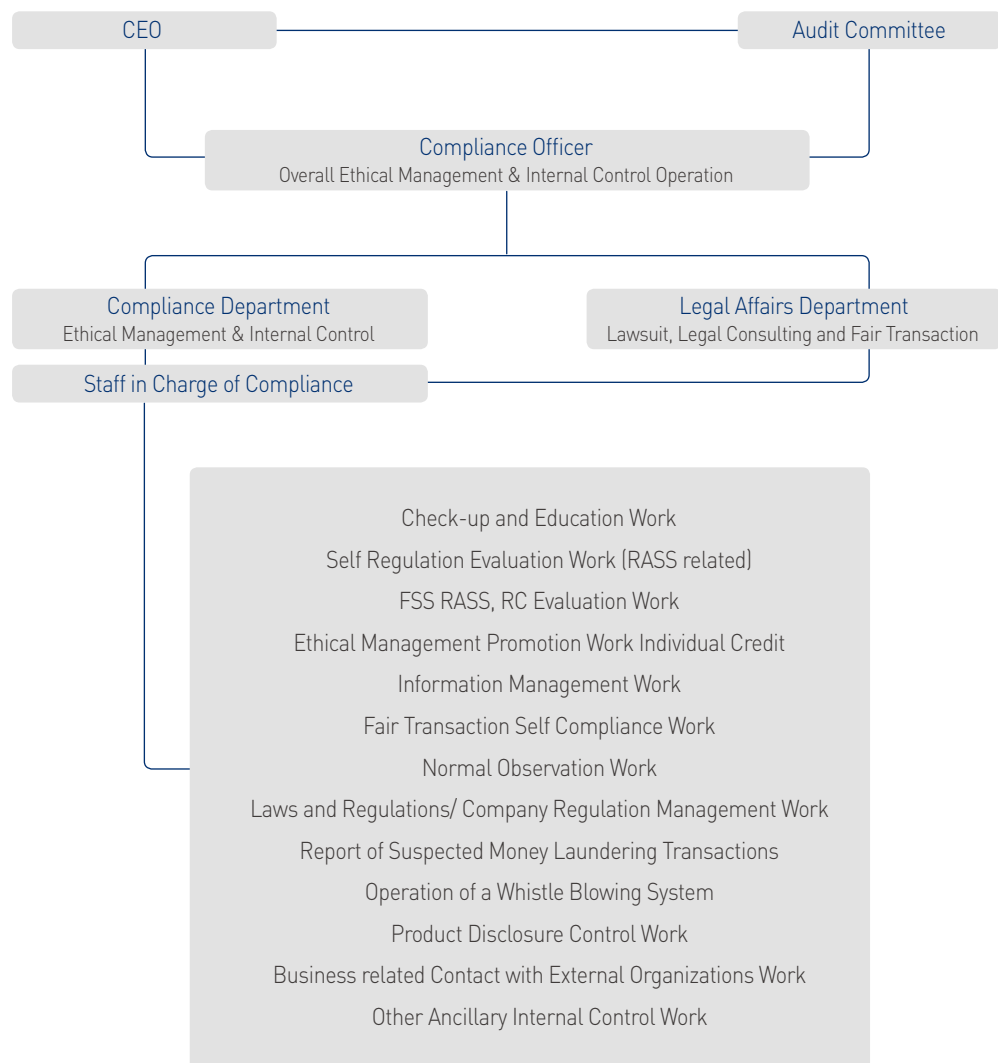 CEO
Audit Committee
Compliance Officer
Overall Ethical Management & Internal Control Operation
Compliance Department
Ethical Management & Internal Control
Legal Affairs Department
Lawsuit, Legal Consulting and Fair Transaction
Staff in Charge of Compliance
Check-up and Education Work
Self Regulation Evaluation Work (RASS related)
FSS RASS, RC Evaluation Work
Ethical Management Promotion Work Individual Credit
Information Management Work
Fair Transaction Self Compliance Work
Normal Observation Work
Laws and Regulations/ Company Regulation Management Work
Report of Suspected Money Laundering Transactions
Operation of a Whistle Blowing System
Product Disclosure Control Work
Business related Contact with External Organizations Work
Other Ancillary Internal Control Work